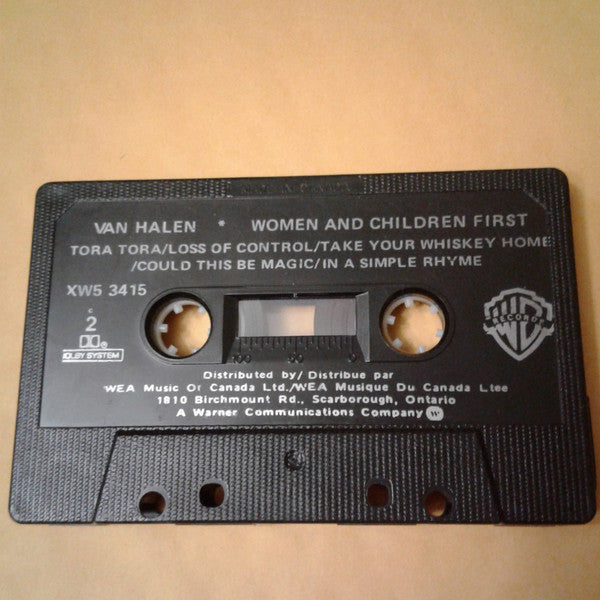 VAN HALEN * WOMEN AND CHILDREN FIRST
TORA TORA/LOSS OF CONTROL/TAKE YOUR WHISKEY HOME
/COULD THIS BE MAGIC/IN A SIMPLE RHYME
XW5 3415
C
2
DOLBY SYSTEM
100 50 0
WB
RECORDS
Distributed by/ Distribue par
WEA Music Of Canada Ltd./WEA Musique Du Canada Ltee
1810 Birchmount Rd., Scarborough, Ontario
A Warner Communications Company W